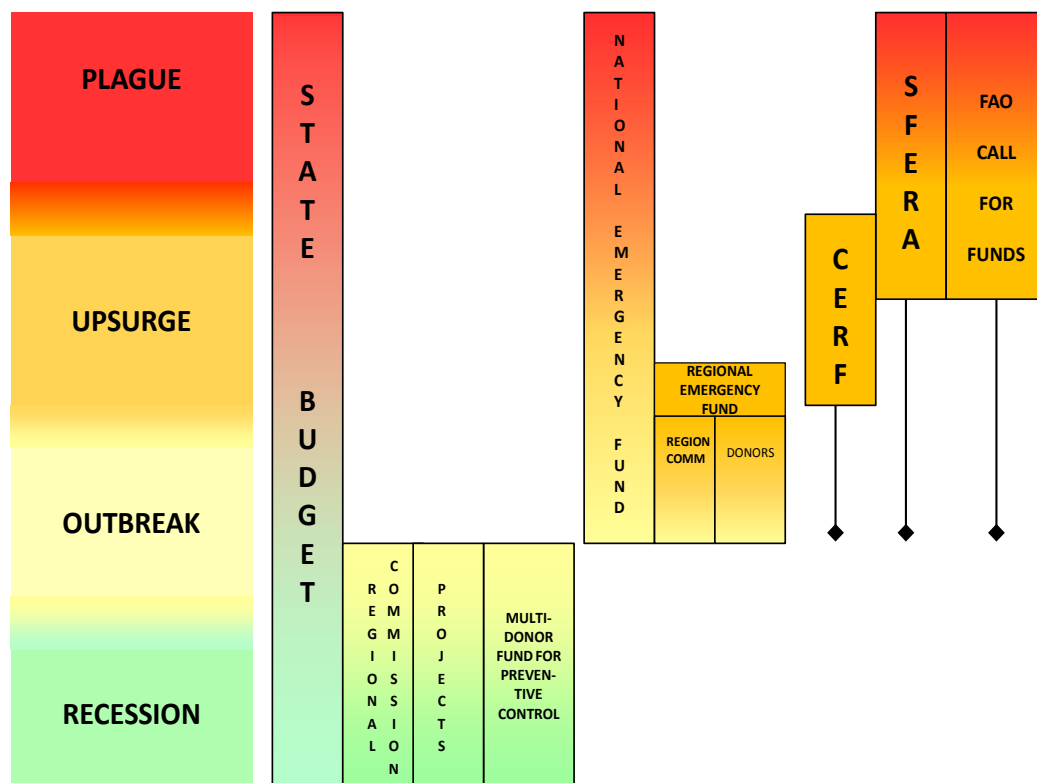 PLAGUE
UPSURGE
OUTBREAK
RECESSION
STATE BUDGET
REGIONAL
COMMISSION
PROJECTS
MULTI-
DONOR
FUND FOR
PREVEN-
TIVE
CONTROL
NATIONAL EMERGENCY FUND
REGIONAL
EMERGENCY
FUND
REGION
COMM
DONORS
CERF
SFERA
FAO
CALL
FOR
FUNDS